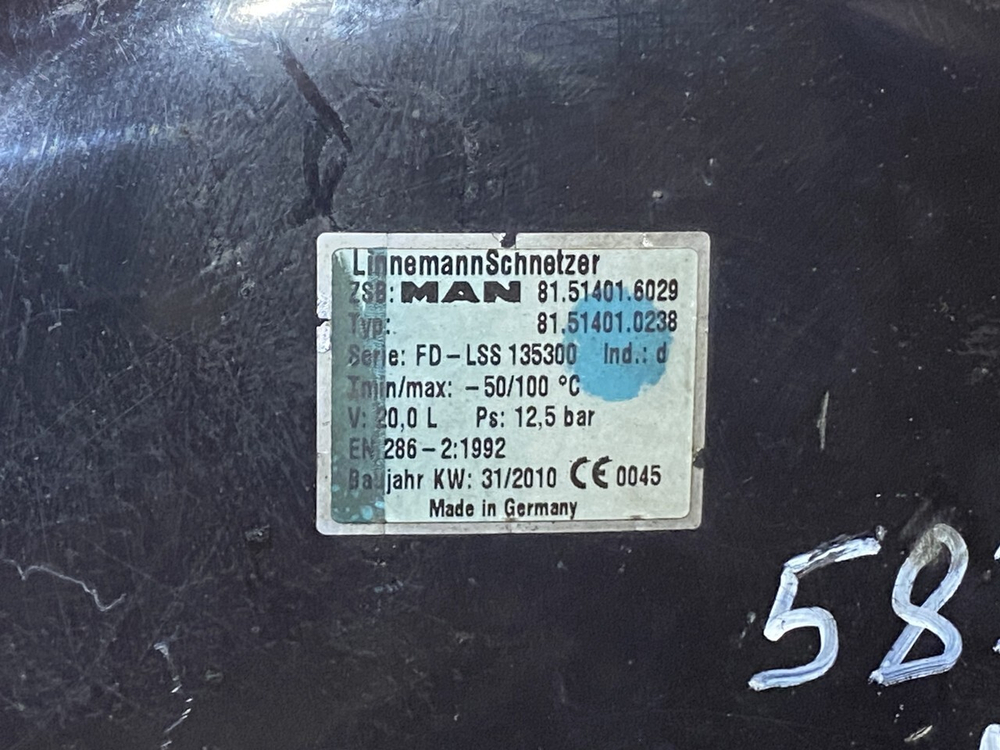 LinnemannSchnetzer
ZSB: MAN 81.51401.6029
Typ: 81.51401.0238
Serie: FD-LSS 135300 Ind.: d
Tmin/max: -50/100 °C
V: 20,0 L Ps: 12,5 bar
EN 286-2:1992
Baujahr KW: 31/2010 CE 0045
Made in Germany
58